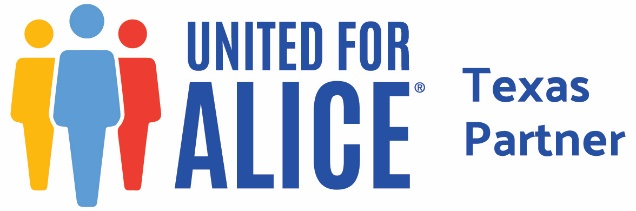 UNITED FOR
ALICE®
Texas
Partner